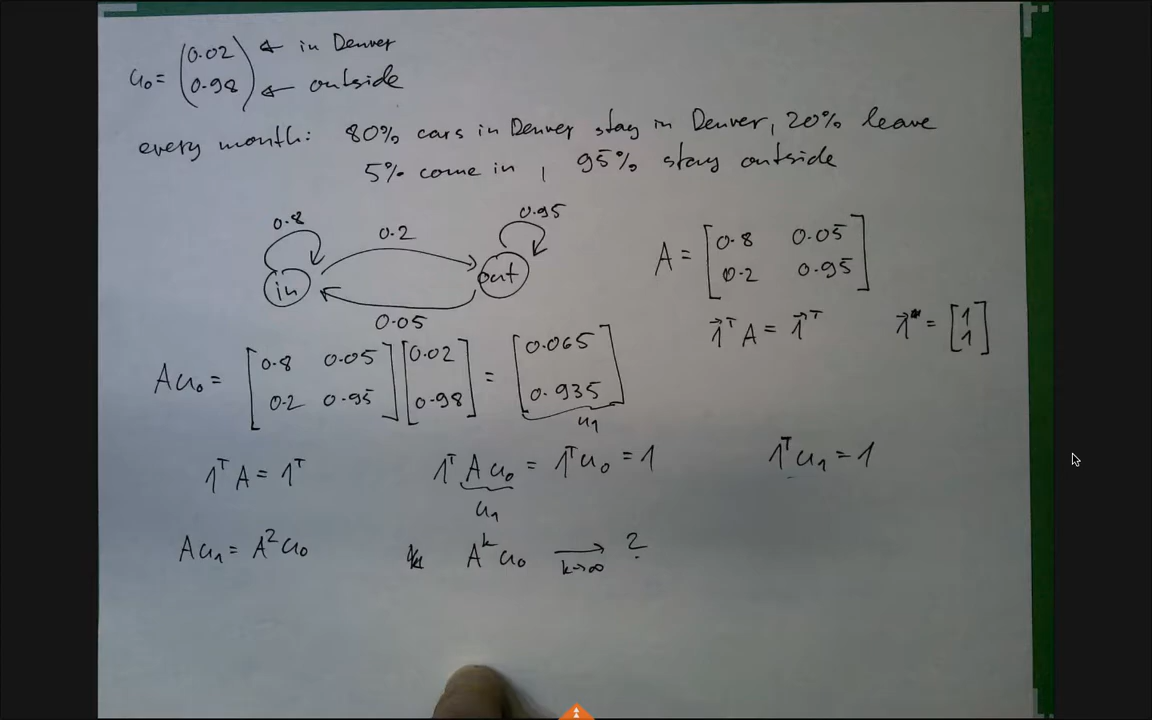 u₀ = (0.02 0.98) ← in Denver ← outside
every month: 80% cars in Denver stay in Denver, 20% leave
5% come in, 95% stay outside
0.8 0.2 0.95
in out
0.05
A = [0.8 0.05; 0.2 0.95]
1⃗ᵀA = 1⃗ᵀ 1⃗ = [1; 1]
Au₀ = [0.8 0.05; 0.2 0.95] [0.02; 0.98] = [0.065; 0.935]
u₁
1ᵀA = 1ᵀ 1ᵀAu₀ = 1ᵀu₀ = 1 1ᵀu₁ = 1
u₁
Au₁ = A²u₀ Aᵏu₀ → ?
k→∞